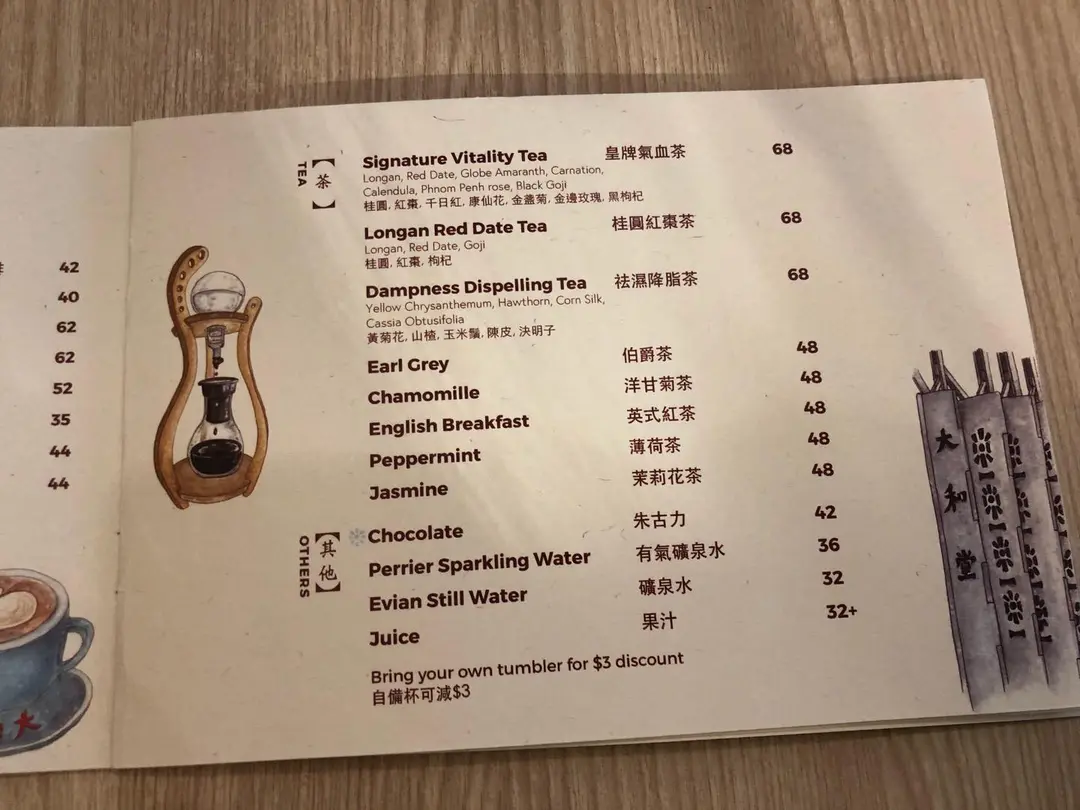 42
40
62
62
52
35
44
44
TEA
【茶】
Signature Vitality Tea 皇牌氣血茶 68
Longan, Red Date, Globe Amaranth, Carnation,
Calendula, Phnom Penh rose, Black Goji
桂圓, 紅棗, 千日紅, 康仙花, 金盞菊, 金邊玫瑰, 黑枸杞
Longan Red Date Tea 桂圓紅棗茶 68
Longan, Red Date, Goji
桂圓, 紅棗, 枸杞
Dampness Dispelling Tea 祛濕降脂茶 68
Yellow Chrysanthemum, Hawthorn, Corn Silk,
Cassia Obtusifolia
黃菊花, 山楂, 玉米鬚, 陳皮, 決明子
Earl Grey 伯爵茶 48
Chamomille 洋甘菊茶 48
English Breakfast 英式紅茶 48
Peppermint 薄荷茶 48
Jasmine 茉莉花茶 48
OTHERS
【其他】
Chocolate 朱古力 42
Perrier Sparkling Water 有氣礦泉水 36
Evian Still Water 礦泉水 32
Juice 果汁 32+
Bring your own tumbler for $3 discount
自備杯可減$3
大和堂
大